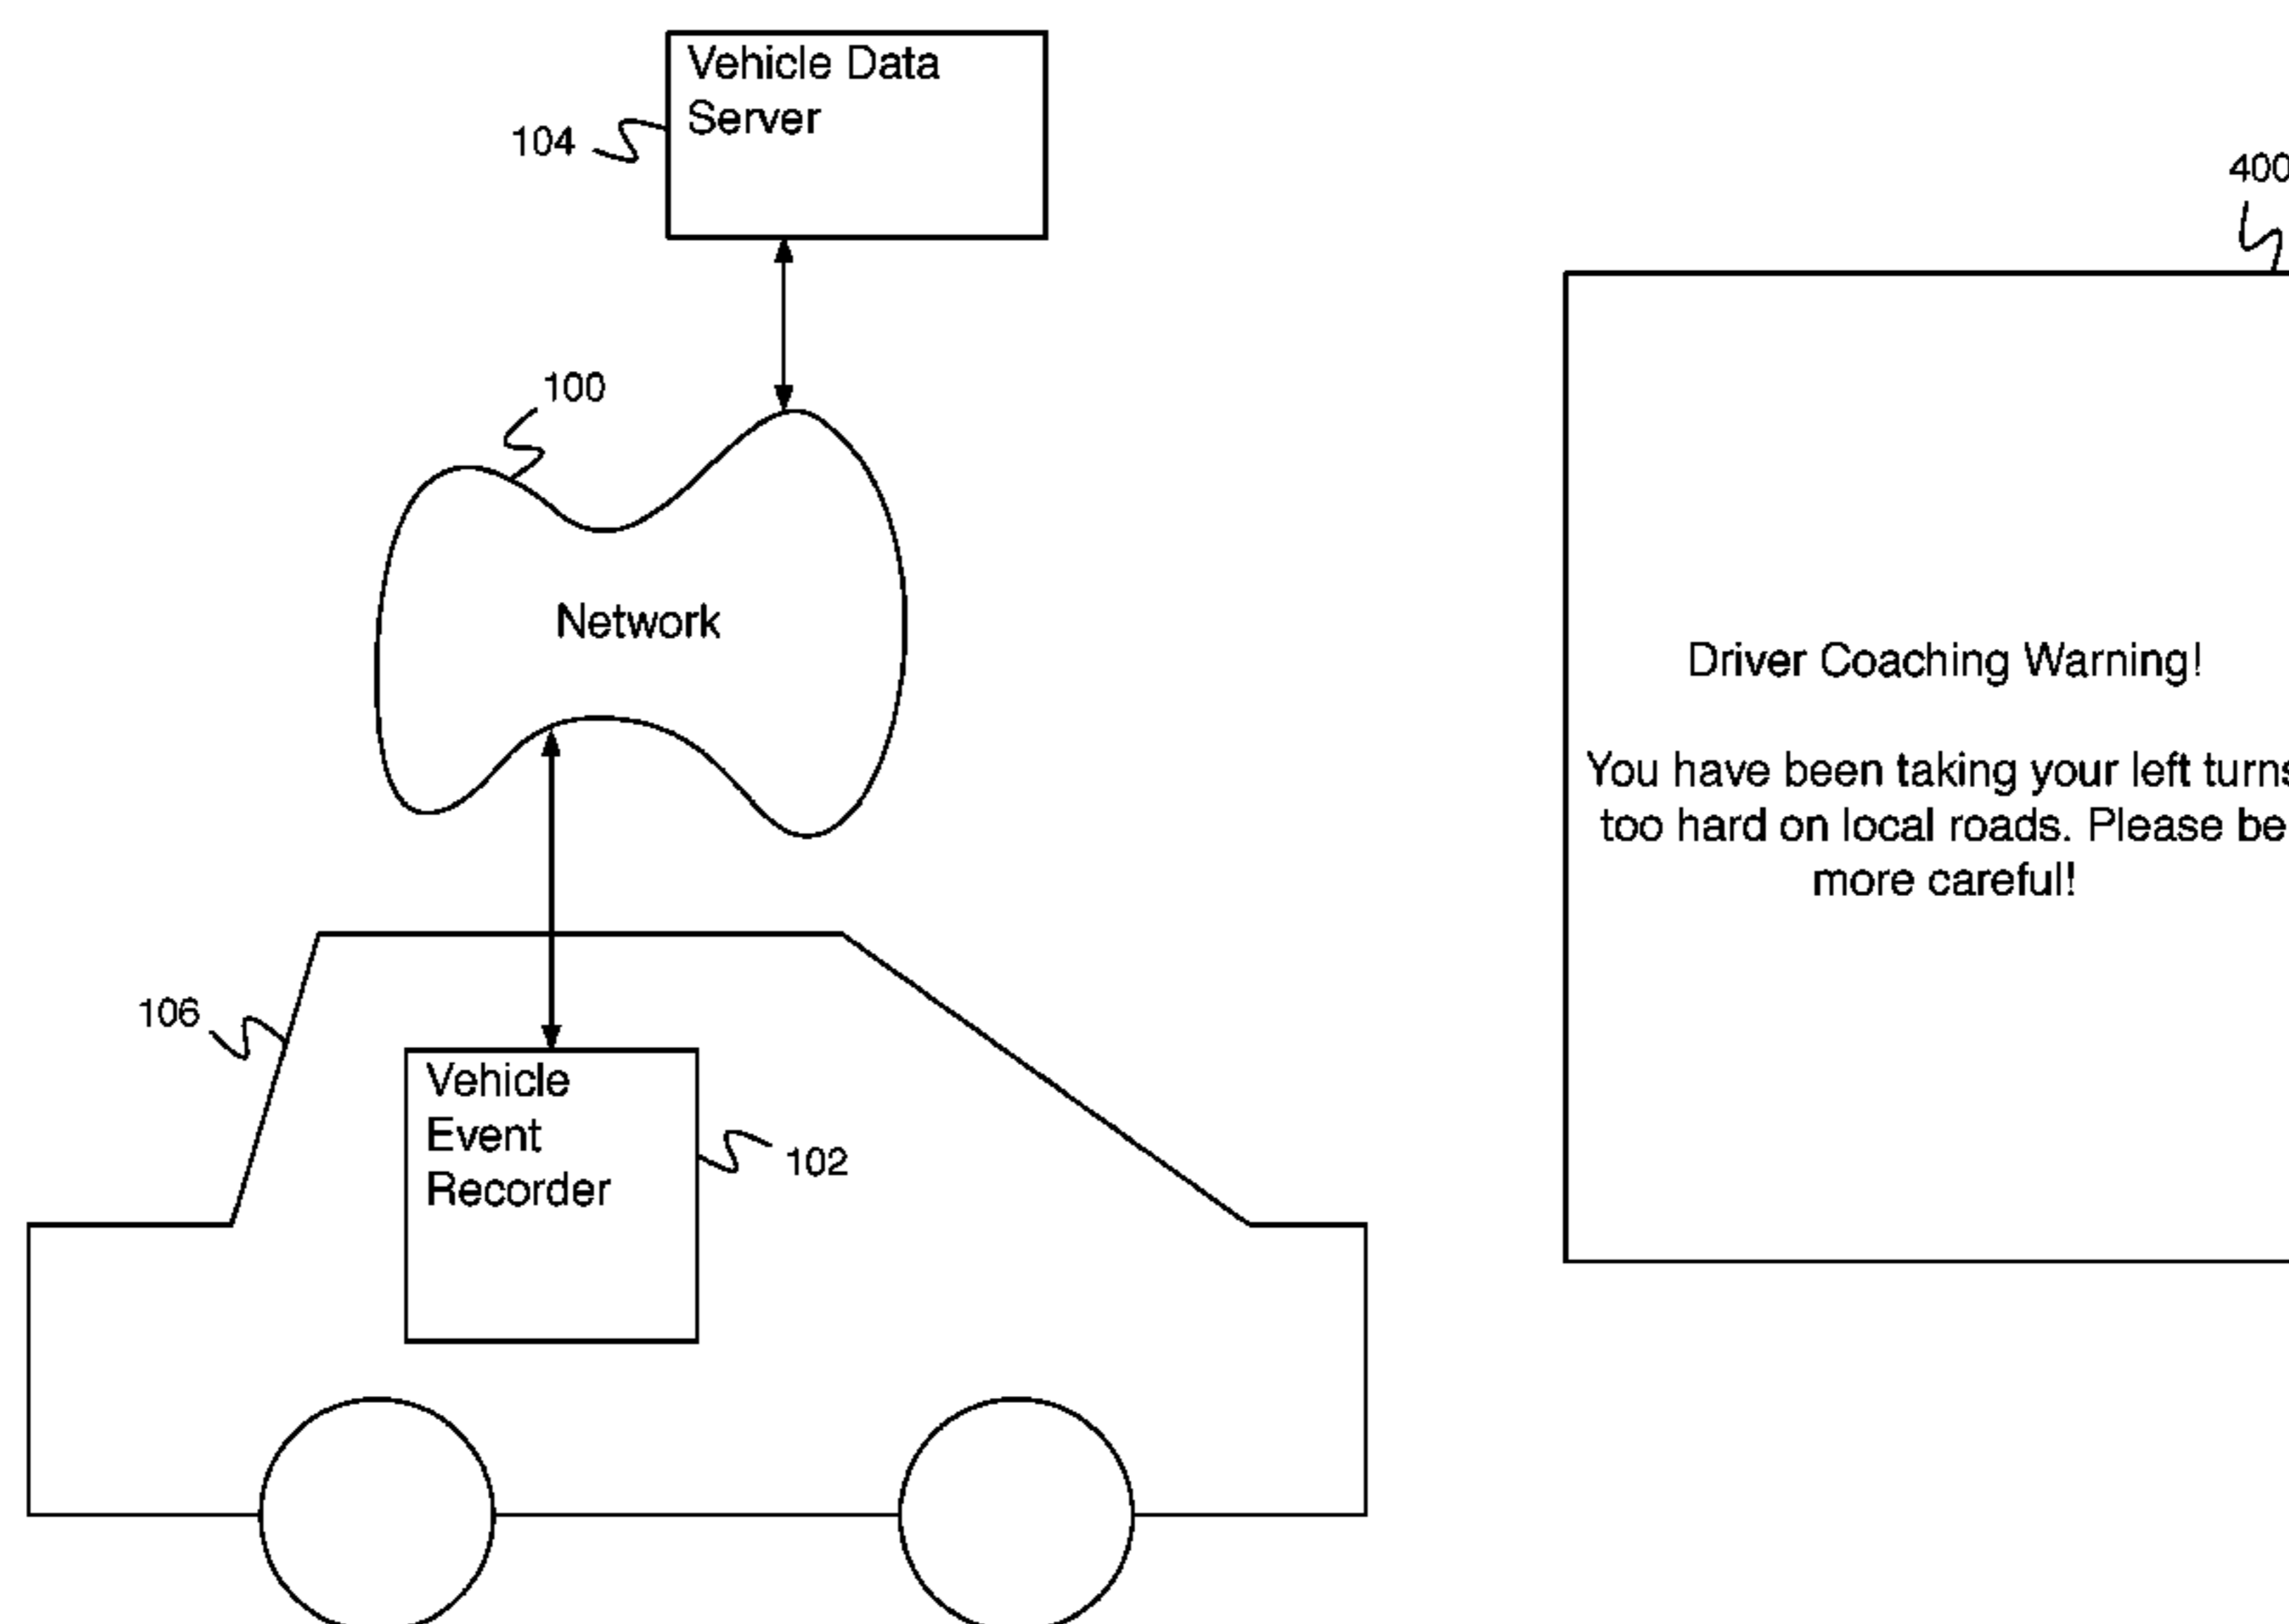 Vehicle Data
Server
104
100
Network
106
Vehicle
Event
Recorder
102
400
Driver Coaching Warning!
You have been taking your left turns
too hard on local roads. Please be
more careful!